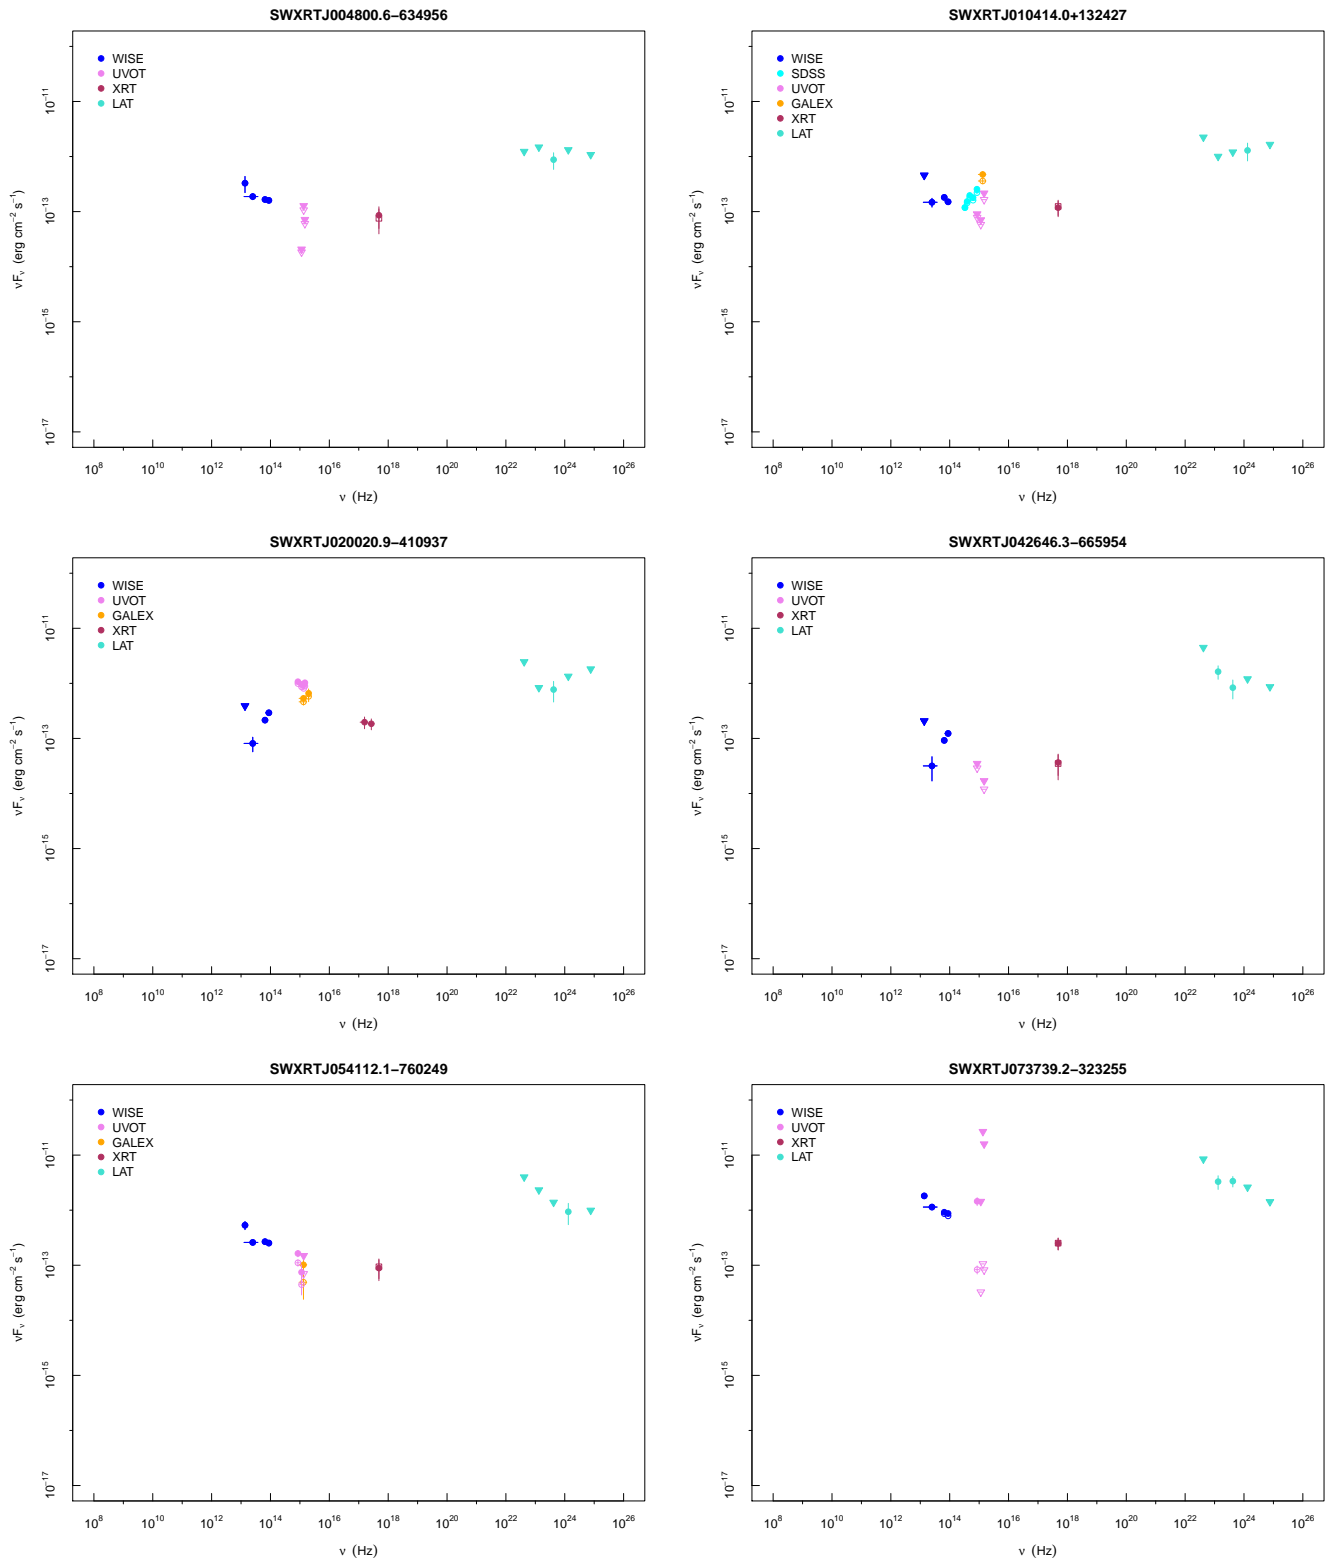 SWXRTJ004800.6−634956
WISE
UVOT
XRT
LAT
10⁻¹¹
10⁻¹³
10⁻¹⁵
10⁻¹⁷
νFν (erg cm⁻² s⁻¹)
10⁸ 10¹⁰ 10¹² 10¹⁴ 10¹⁶ 10¹⁸ 10²⁰ 10²² 10²⁴ 10²⁶
ν (Hz)
SWXRTJ010414.0+132427
WISE
SDSS
UVOT
GALEX
XRT
LAT
10⁻¹¹
10⁻¹³
10⁻¹⁵
10⁻¹⁷
νFν (erg cm⁻² s⁻¹)
10⁸ 10¹⁰ 10¹² 10¹⁴ 10¹⁶ 10¹⁸ 10²⁰ 10²² 10²⁴ 10²⁶
ν (Hz)
SWXRTJ020020.9−410937
WISE
UVOT
GALEX
XRT
LAT
10⁻¹¹
10⁻¹³
10⁻¹⁵
10⁻¹⁷
νFν (erg cm⁻² s⁻¹)
10⁸ 10¹⁰ 10¹² 10¹⁴ 10¹⁶ 10¹⁸ 10²⁰ 10²² 10²⁴ 10²⁶
ν (Hz)
SWXRTJ042646.3−665954
WISE
UVOT
XRT
LAT
10⁻¹¹
10⁻¹³
10⁻¹⁵
10⁻¹⁷
νFν (erg cm⁻² s⁻¹)
10⁸ 10¹⁰ 10¹² 10¹⁴ 10¹⁶ 10¹⁸ 10²⁰ 10²² 10²⁴ 10²⁶
ν (Hz)
SWXRTJ054112.1−760249
WISE
UVOT
GALEX
XRT
LAT
10⁻¹¹
10⁻¹³
10⁻¹⁵
10⁻¹⁷
νFν (erg cm⁻² s⁻¹)
10⁸ 10¹⁰ 10¹² 10¹⁴ 10¹⁶ 10¹⁸ 10²⁰ 10²² 10²⁴ 10²⁶
ν (Hz)
SWXRTJ073739.2−323255
WISE
UVOT
XRT
LAT
10⁻¹¹
10⁻¹³
10⁻¹⁵
10⁻¹⁷
νFν (erg cm⁻² s⁻¹)
10⁸ 10¹⁰ 10¹² 10¹⁴ 10¹⁶ 10¹⁸ 10²⁰ 10²² 10²⁴ 10²⁶
ν (Hz)